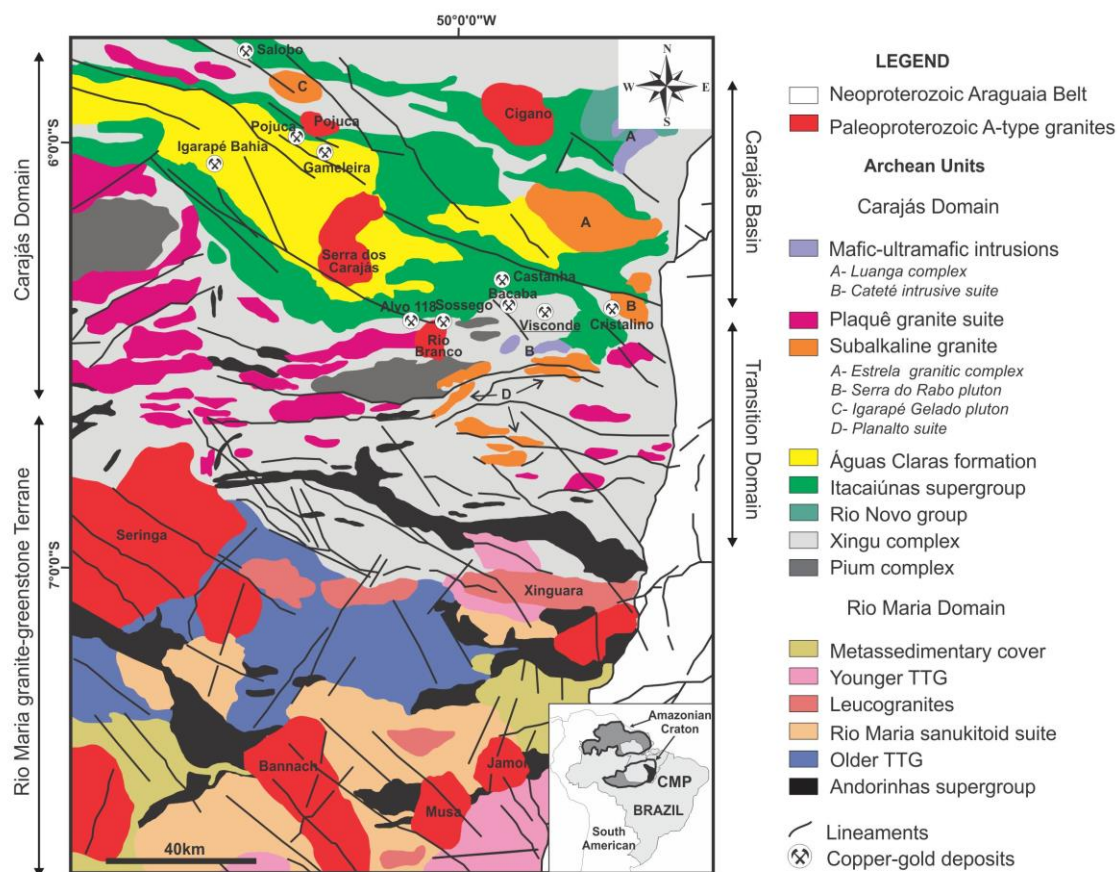 50°0'0"W
6°0'0"S
7°0'0"S
Carajás Domain
Rio Maria granite-greenstone Terrane
Carajás Basin
Transition Domain
Salobo
C
Pojuca
Pojuca
Igarapé Bahia
Gameleira
Cigano
N
W
E
S
A
A
Serra dos
Carajás
Castanha
Bacaba
Alvo 118
Sossego
Visconde
B
Cristalino
Rio
Branco
B
D
Seringa
Xinguara
Bannach
Musa
Jamon
40km
Amazonian
Craton
CMP
BRAZIL
South
American
LEGEND
Neoproterozoic Araguaia Belt
Paleoproterozoic A-type granites
Archean Units
Carajás Domain
Mafic-ultramafic intrusions
A- Luanga complex
B- Cateté intrusive suite
Plaquê granite suite
Subalkaline granite
A- Estrela granitic complex
B- Serra do Rabo pluton
C- Igarapé Gelado pluton
D- Planalto suite
Águas Claras formation
Itacaiúnas supergroup
Rio Novo group
Xingu complex
Pium complex
Rio Maria Domain
Metassedimentary cover
Younger TTG
Leucogranites
Rio Maria sanukitoid suite
Older TTG
Andorinhas supergroup
Lineaments
Copper-gold deposits